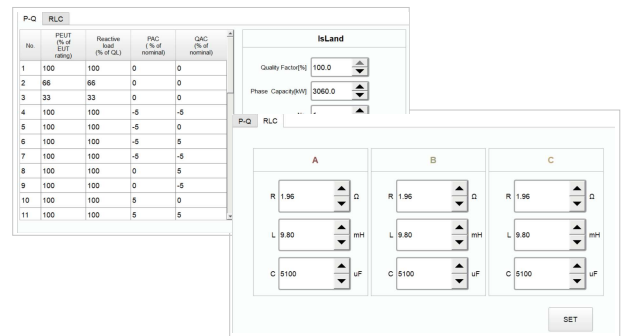 P-Q RLC
No. PEUT (% of EUT rating) Reactive load (% of QL) PAC ( % of nominal) QAC (% of nominal)
1 100 100 0 0
2 66 66 0 0
3 33 33 0 0
4 100 100 -5 -5
5 100 100 -5 0
6 100 100 -5 5
7 100 100 -5 -5
8 100 100 0 5
9 100 100 0 -5
10 100 100 5 0
11 100 100 5 5
IsLand
Quality Factor[%] 100.0
Phase Capacity[kW] 3060.0
P-Q RLC
A B C
R 1.96 Ω R 1.96 Ω R 1.96 Ω
L 9.80 mH L 9.80 mH L 9.80 mH
C 5100 uF C 5100 uF C 5100 uF
SET